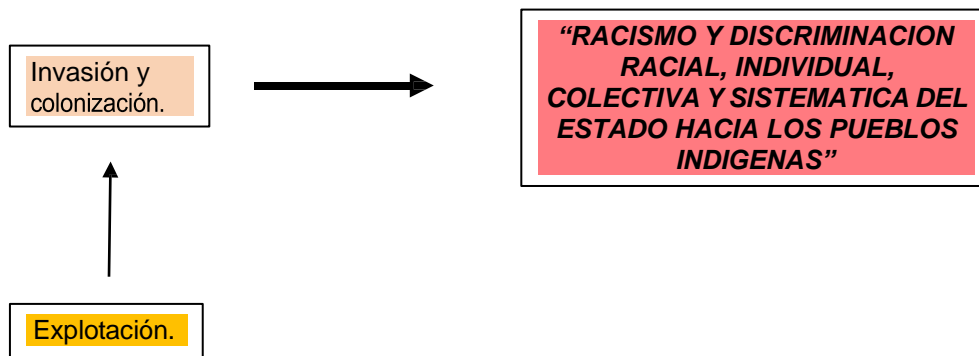 Invasión y
colonización.
“RACISMO Y DISCRIMINACION
RACIAL, INDIVIDUAL,
COLECTIVA Y SISTEMATICA DEL
ESTADO HACIA LOS PUEBLOS
INDIGENAS”
Explotación.